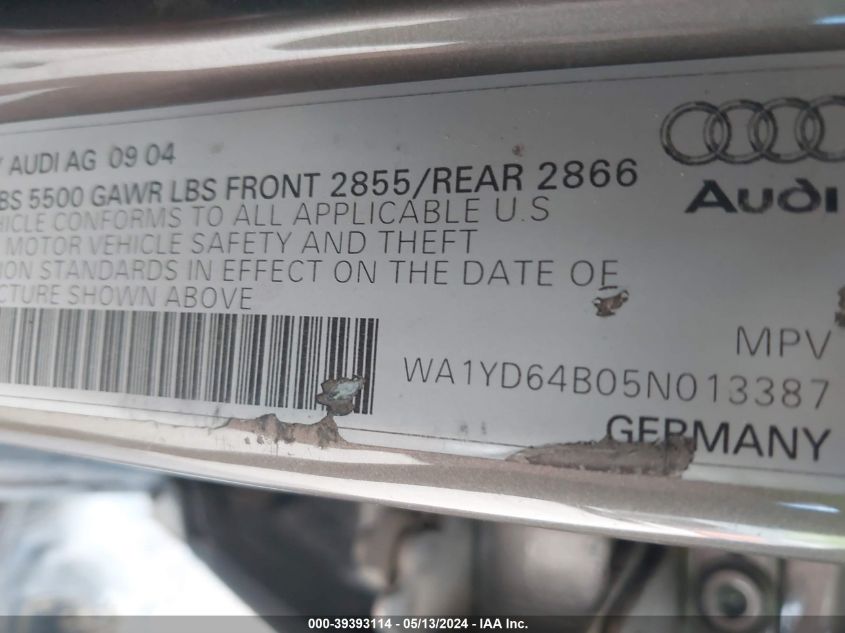 AUDI AG 09 04
BS 5500 GAWR LBS FRONT 2855/REAR 2866
HICLE CONFORMS TO ALL APPLICABLE U.S
MOTOR VEHICLE SAFETY AND THEFT
ION STANDARDS IN EFFECT ON THE DATE OF
CTURE SHOWN ABOVE
Audi
MPV
WA1YD64B05N013387
GERMANY
000-39393114 - 05/13/2024 - IAA Inc.